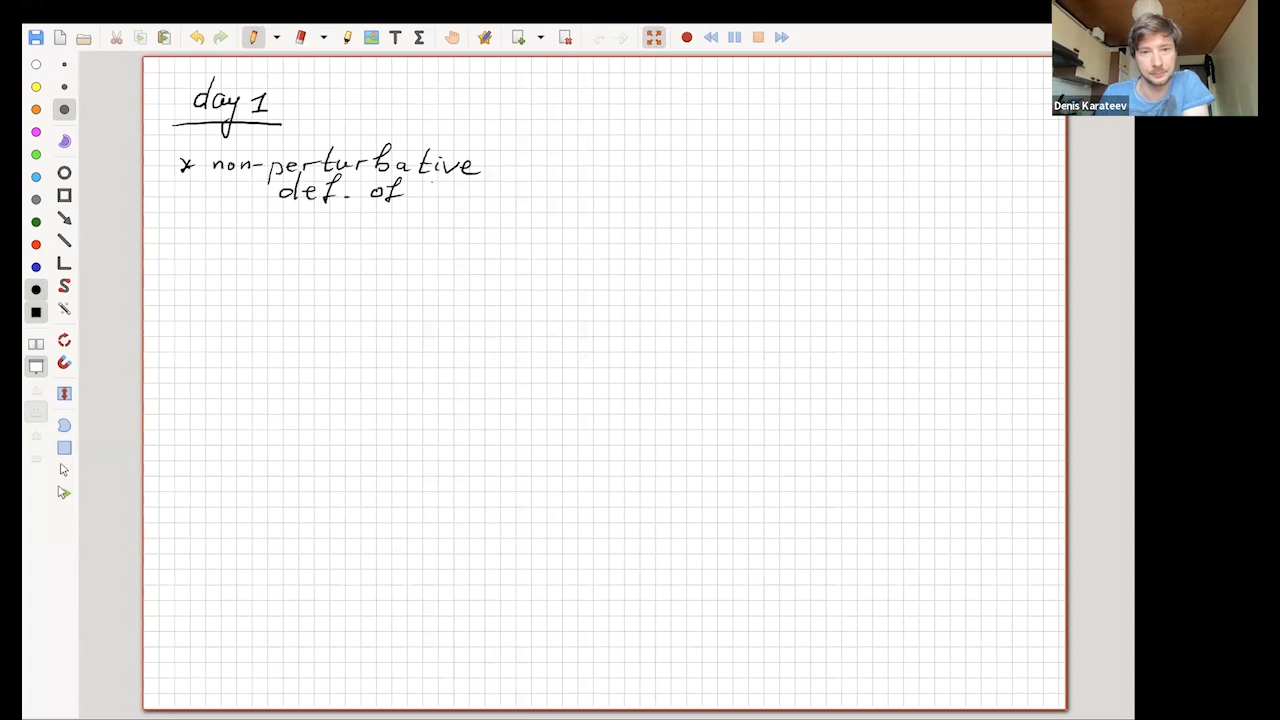 Denis Karateev
day 1
* non-perturbative
def. of